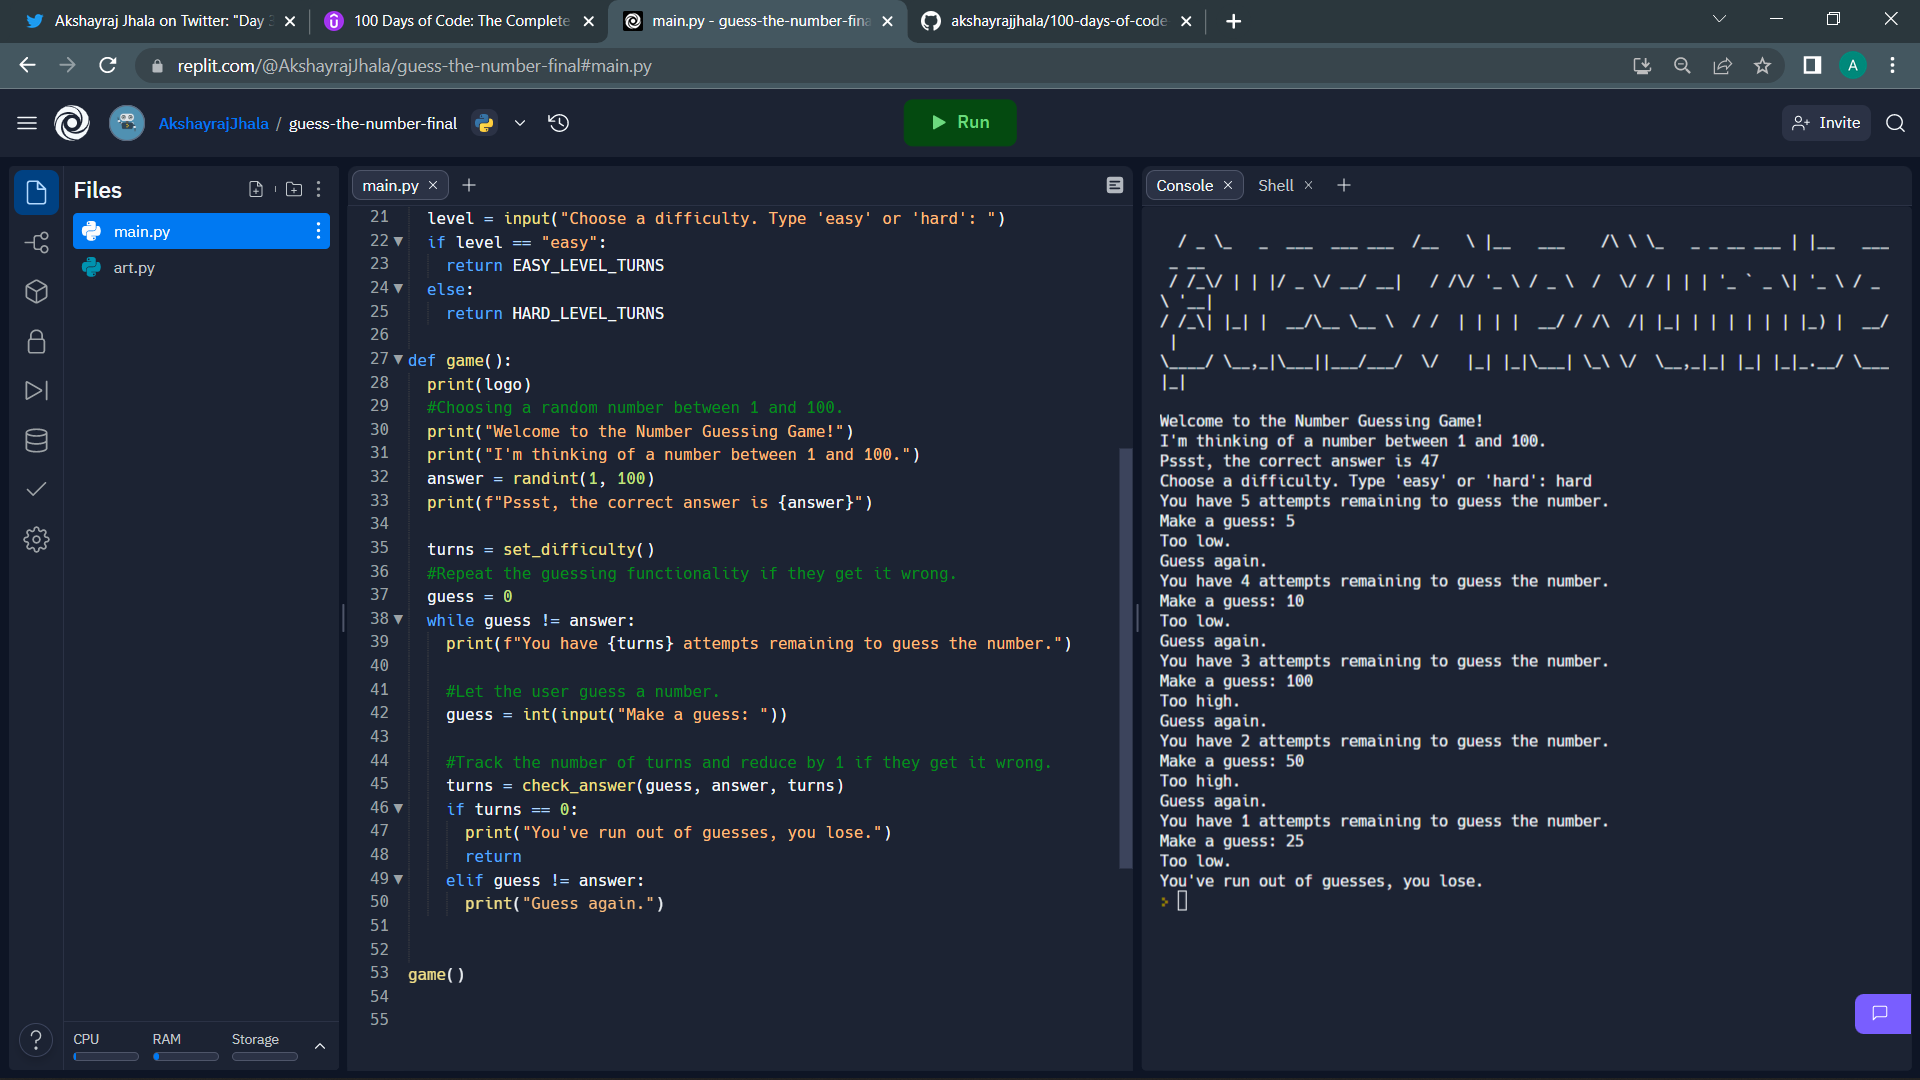 Akshayraj Jhala on Twitter: "Day 3
100 Days of Code: The Complete
main.py - guess-the-number-fina
akshayrajjhala/100-days-of-code
replit.com/@AkshayrajJhala/guess-the-number-final#main.py
A
AkshayrajJhala / guess-the-number-final
Run
Invite
Files
main.py
art.py
CPU
RAM
Storage
main.py
21 level = input("Choose a difficulty. Type 'easy' or 'hard': ")
22 if level == "easy":
23 return EASY_LEVEL_TURNS
24 else:
25 return HARD_LEVEL_TURNS
26
27 def game():
28 print(logo)
29 #Choosing a random number between 1 and 100.
30 print("Welcome to the Number Guessing Game!")
31 print("I'm thinking of a number between 1 and 100.")
32 answer = randint(1, 100)
33 print(f"Pssst, the correct answer is {answer}")
34
35 turns = set_difficulty()
36 #Repeat the guessing functionality if they get it wrong.
37 guess = 0
38 while guess != answer:
39 print(f"You have {turns} attempts remaining to guess the number.")
40
41 #Let the user guess a number.
42 guess = int(input("Make a guess: "))
43
44 #Track the number of turns and reduce by 1 if they get it wrong.
45 turns = check_answer(guess, answer, turns)
46 if turns == 0:
47 print("You've run out of guesses, you lose.")
48 return
49 elif guess != answer:
50 print("Guess again.")
51
52
53 game()
54
55
Console
Shell
Welcome to the Number Guessing Game!
I'm thinking of a number between 1 and 100.
Pssst, the correct answer is 47
Choose a difficulty. Type 'easy' or 'hard': hard
You have 5 attempts remaining to guess the number.
Make a guess: 5
Too low.
Guess again.
You have 4 attempts remaining to guess the number.
Make a guess: 10
Too low.
Guess again.
You have 3 attempts remaining to guess the number.
Make a guess: 100
Too high.
Guess again.
You have 2 attempts remaining to guess the number.
Make a guess: 50
Too high.
Guess again.
You have 1 attempts remaining to guess the number.
Make a guess: 25
Too low.
You've run out of guesses, you lose.